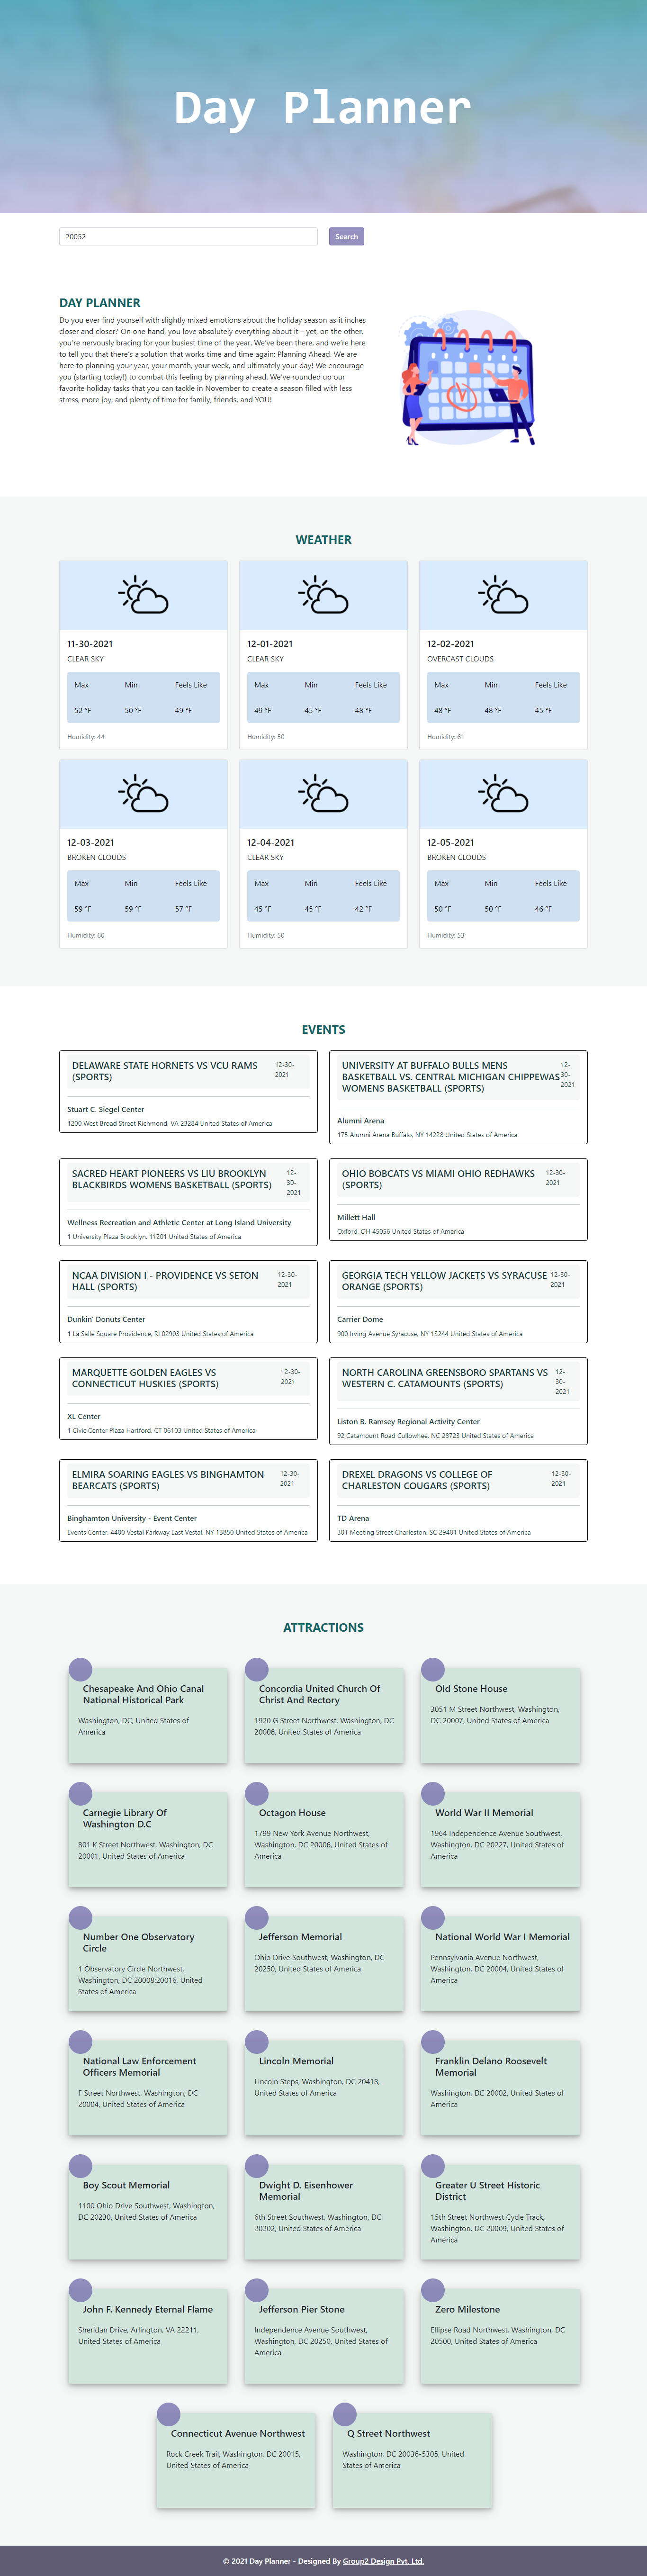 Day Planner
20052
Search
DAY PLANNER
Do you ever find yourself with slightly mixed emotions about the holiday season as it inches
closer and closer? On one hand, you love absolutely everything about it – yet, on the other,
you're nervously bracing for your busiest time of the year. We've been there, and we're here
to tell you that there's a solution that works time and time again: Planning Ahead. We are
here to planning your year, your month, your week, and ultimately your day! We encourage
you (starting today!) to combat this feeling by planning ahead. We've rounded up our
favorite holiday tasks that you can tackle in November to create a season filled with less
stress, more joy, and plenty of time for family, friends, and YOU!
WEATHER
11-30-2021
CLEAR SKY
Max Min Feels Like
52 °F 50 °F 49 °F
Humidity: 44
12-01-2021
CLEAR SKY
Max Min Feels Like
49 °F 45 °F 48 °F
Humidity: 50
12-02-2021
OVERCAST CLOUDS
Max Min Feels Like
48 °F 48 °F 45 °F
Humidity: 61
12-03-2021
BROKEN CLOUDS
Max Min Feels Like
59 °F 59 °F 57 °F
Humidity: 60
12-04-2021
CLEAR SKY
Max Min Feels Like
45 °F 45 °F 42 °F
Humidity: 50
12-05-2021
BROKEN CLOUDS
Max Min Feels Like
50 °F 50 °F 46 °F
Humidity: 53
EVENTS
DELAWARE STATE HORNETS VS VCU RAMS
(SPORTS)
12-30-
2021
Stuart C. Siegel Center
1200 West Broad Street Richmond, VA 23284 United States of America
UNIVERSITY AT BUFFALO BULLS MENS
BASKETBALL VS. CENTRAL MICHIGAN CHIPPEWAS
WOMENS BASKETBALL (SPORTS)
12-
30-
2021
Alumni Arena
175 Alumni Arena Buffalo, NY 14228 United States of America
SACRED HEART PIONEERS VS LIU BROOKLYN
BLACKBIRDS WOMENS BASKETBALL (SPORTS)
12-
30-
2021
Wellness Recreation and Athletic Center at Long Island University
1 University Plaza Brooklyn, 11201 United States of America
OHIO BOBCATS VS MIAMI OHIO REDHAWKS
(SPORTS)
12-30-
2021
Millett Hall
Oxford, OH 45056 United States of America
NCAA DIVISION I - PROVIDENCE VS SETON
HALL (SPORTS)
12-30-
2021
Dunkin' Donuts Center
1 La Salle Square Providence, RI 02903 United States of America
GEORGIA TECH YELLOW JACKETS VS SYRACUSE
ORANGE (SPORTS)
12-30-
2021
Carrier Dome
900 Irving Avenue Syracuse, NY 13244 United States of America
MARQUETTE GOLDEN EAGLES VS
CONNECTICUT HUSKIES (SPORTS)
12-30-
2021
XL Center
1 Civic Center Plaza Hartford, CT 06103 United States of America
NORTH CAROLINA GREENSBORO SPARTANS VS
WESTERN C. CATAMOUNTS (SPORTS)
12-
30-
2021
Liston B. Ramsey Regional Activity Center
92 Catamount Road Cullowhee, NC 28723 United States of America
ELMIRA SOARING EAGLES VS BINGHAMTON
BEARCATS (SPORTS)
12-30-
2021
Binghamton University - Event Center
Events Center, 4400 Vestal Parkway East Vestal, NY 13850 United States of America
DREXEL DRAGONS VS COLLEGE OF
CHARLESTON COUGARS (SPORTS)
12-30-
2021
TD Arena
301 Meeting Street Charleston, SC 29401 United States of America
ATTRACTIONS
Chesapeake And Ohio Canal
National Historical Park
Washington, DC, United States of
America
Concordia United Church Of
Christ And Rectory
1920 G Street Northwest, Washington, DC
20006, United States of America
Old Stone House
3051 M Street Northwest, Washington,
DC 20007, United States of America
Carnegie Library Of
Washington D.C
801 K Street Northwest, Washington, DC
20001, United States of America
Octagon House
1799 New York Avenue Northwest,
Washington, DC 20006, United States of
America
World War II Memorial
1964 Independence Avenue Southwest,
Washington, DC 20227, United States of
America
Number One Observatory
Circle
1 Observatory Circle Northwest,
Washington, DC 20008;20016, United
States of America
Jefferson Memorial
Ohio Drive Southwest, Washington, DC
20250, United States of America
National World War I Memorial
Pennsylvania Avenue Northwest,
Washington, DC 20004, United States of
America
National Law Enforcement
Officers Memorial
F Street Northwest, Washington, DC
20004, United States of America
Lincoln Memorial
Lincoln Steps, Washington, DC 20418,
United States of America
Franklin Delano Roosevelt
Memorial
Washington, DC 20002, United States of
America
Boy Scout Memorial
1100 Ohio Drive Southwest, Washington,
DC 20230, United States of America
Dwight D. Eisenhower
Memorial
6th Street Southwest, Washington, DC
20202, United States of America
Greater U Street Historic
District
15th Street Northwest Cycle Track,
Washington, DC 20009, United States of
America
John F. Kennedy Eternal Flame
Sheridan Drive, Arlington, VA 22211,
United States of America
Jefferson Pier Stone
Independence Avenue Southwest,
Washington, DC 20250, United States of
America
Zero Milestone
Ellipse Road Northwest, Washington, DC
20500, United States of America
Connecticut Avenue Northwest
Rock Creek Trail, Washington, DC 20015,
United States of America
Q Street Northwest
Washington, DC 20036-5305, United
States of America
© 2021 Day Planner - Designed By Group2 Design Pvt. Ltd.